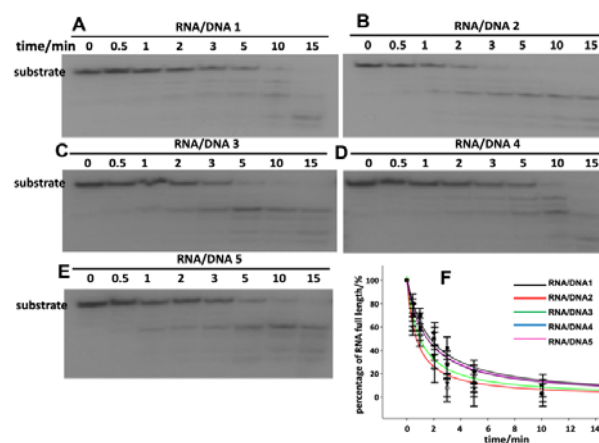 A RNA/DNA 1
time/min 0 0.5 1 2 3 5 10 15
substrate
B RNA/DNA 2
0 0.5 1 2 3 5 10 15
C RNA/DNA 3
0 0.5 1 2 3 5 10 15
substrate
D RNA/DNA 4
0 0.5 1 2 3 5 10 15
E RNA/DNA 5
0 0.5 1 2 3 5 10 15
substrate
F
percentage of RNA full length/%
100
80
60
40
20
0
RNA/DNA1
RNA/DNA2
RNA/DNA3
RNA/DNA4
RNA/DNA5
0 2 4 6 8 10 12 14
time/min